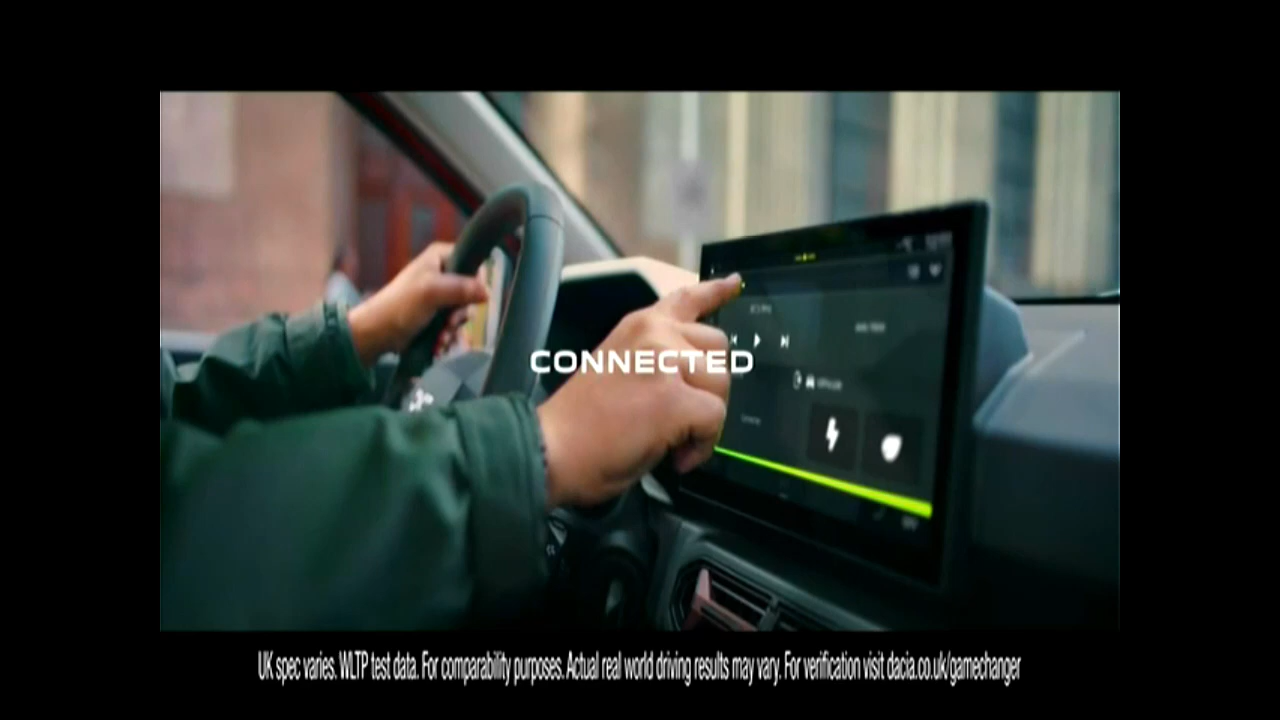 CONNECTED
UK spec varies. WLTP test data. For comparability purposes. Actual real world driving results may vary. For verification visit dacia.co.uk/gamechanger